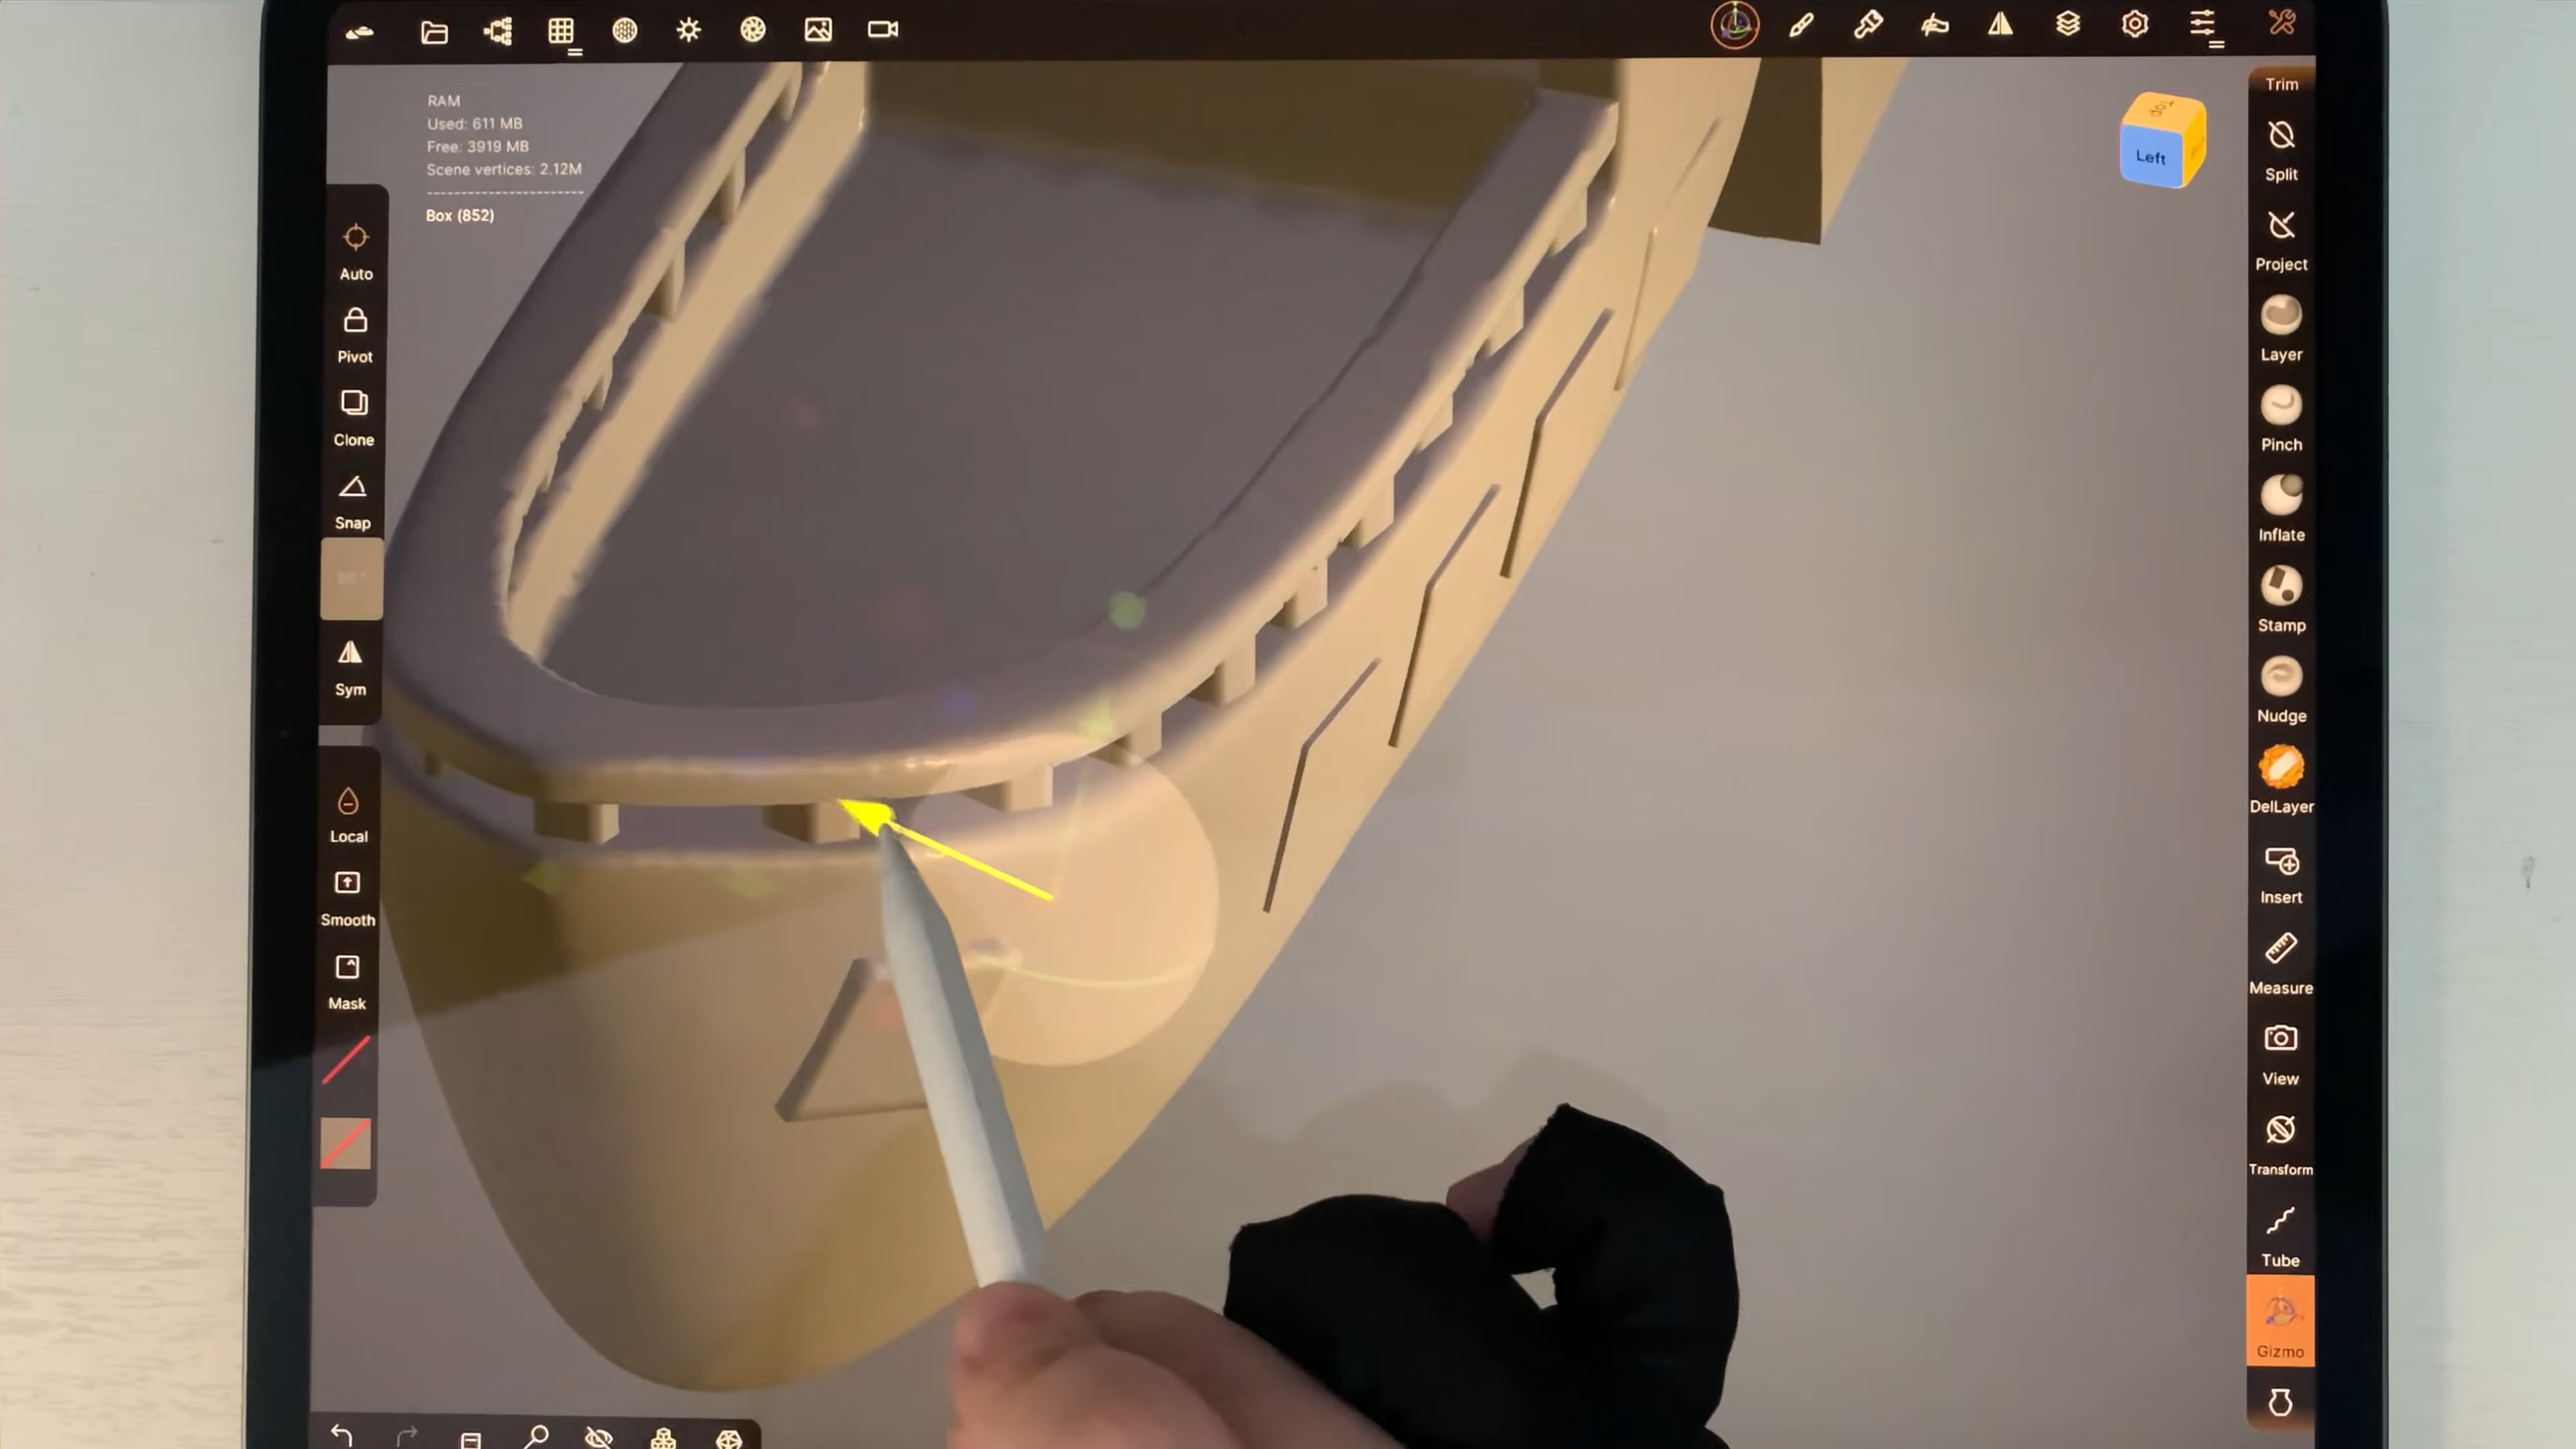 RAM
Used: 611 MB
Free: 3919 MB
Scene vertices: 2.12M
Box (852)
Auto
Pivot
Clone
Snap
90°
Sym
Local
Smooth
Mask
Top
Left
Trim
Split
Project
Layer
Pinch
Inflate
Stamp
Nudge
DelLayer
Insert
Measure
View
Transform
Tube
Gizmo